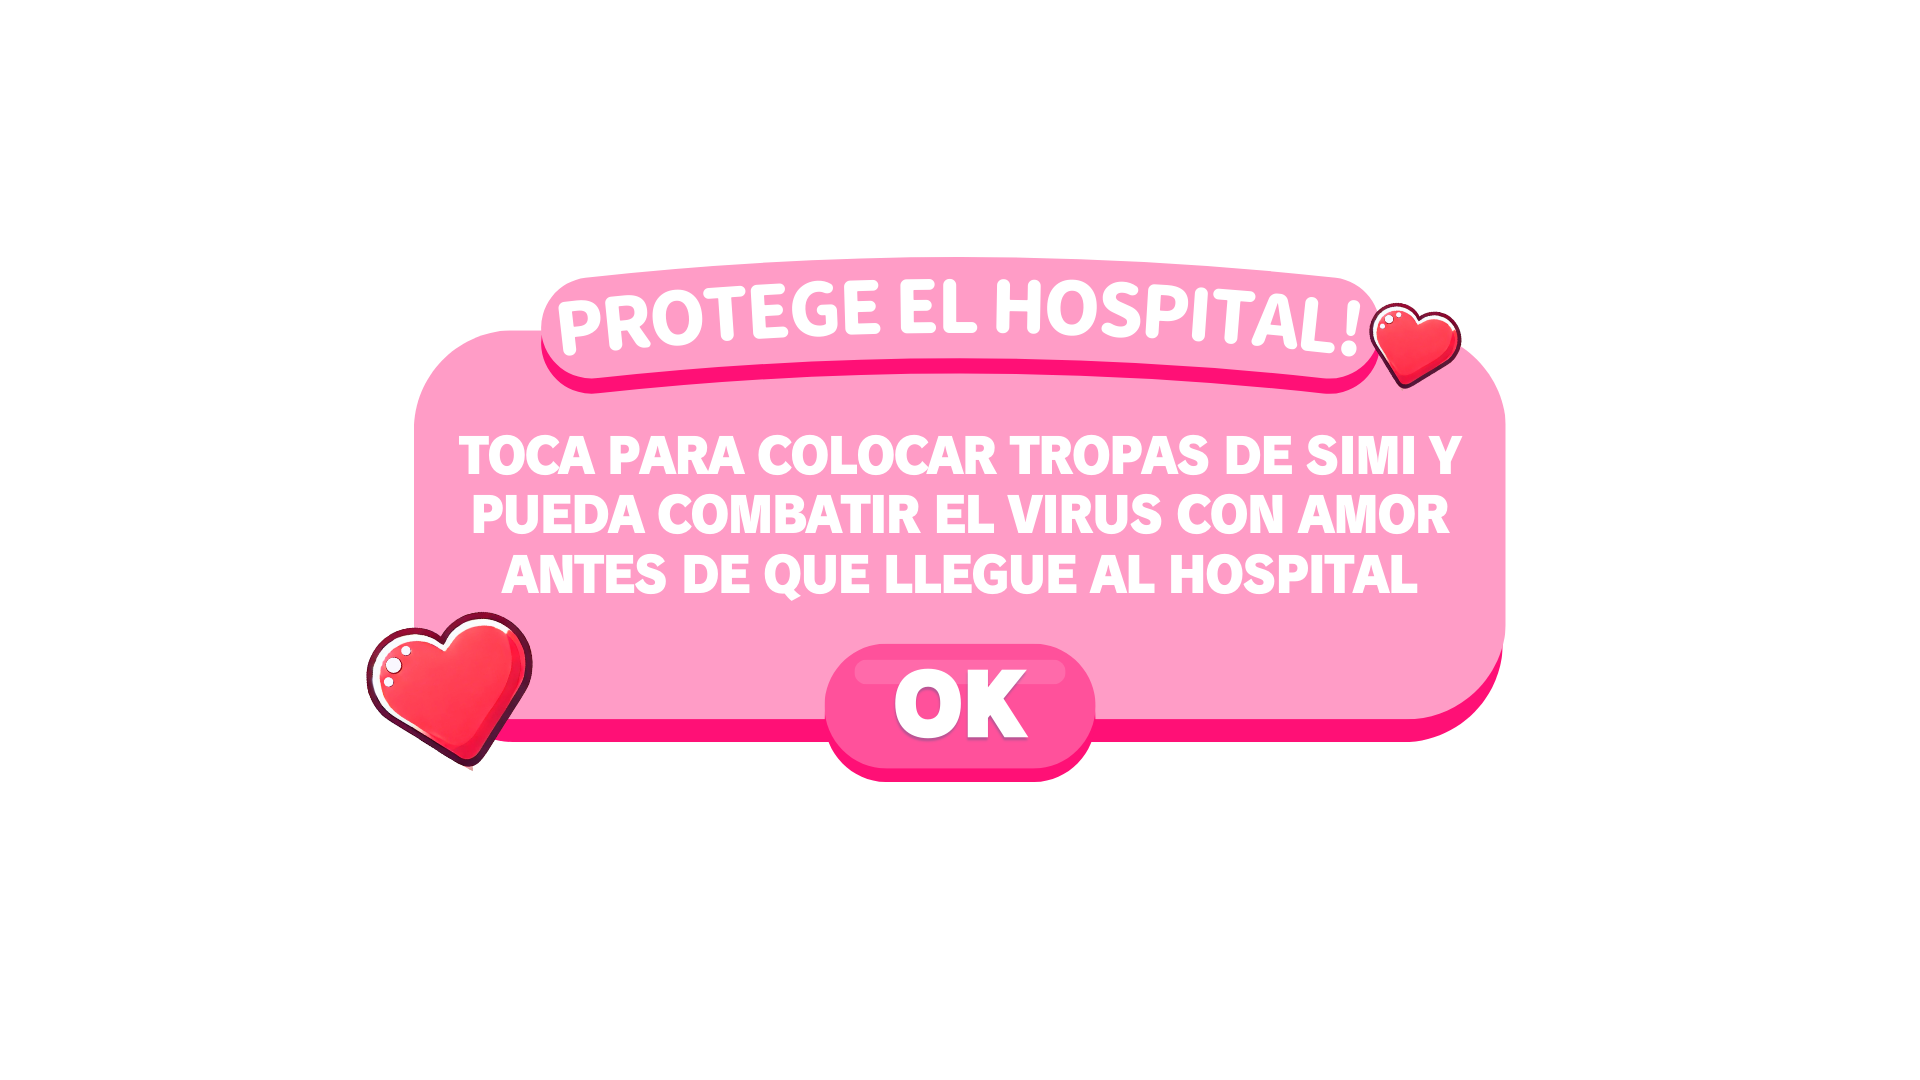 PROTEGE EL HOSPITAL!
TOCA PARA COLOCAR TROPAS DE SIMI Y
PUEDA COMBATIR EL VIRUS CON AMOR
ANTES DE QUE LLEGUE AL HOSPITAL
OK